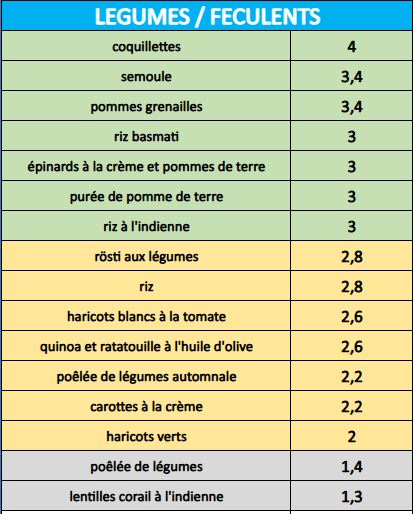 LEGUMES / FECULENTS
coquillettes 4
semoule 3,4
pommes grenailles 3,4
riz basmati 3
épinards à la crème et pommes de terre 3
purée de pomme de terre 3
riz à l'indienne 3
rösti aux légumes 2,8
riz 2,8
haricots blancs à la tomate 2,6
quinoa et ratatouille à l'huile d'olive 2,6
poêlée de légumes automnale 2,2
carottes à la crème 2,2
haricots verts 2
poêlée de légumes 1,4
lentilles corail à l'indienne 1,3